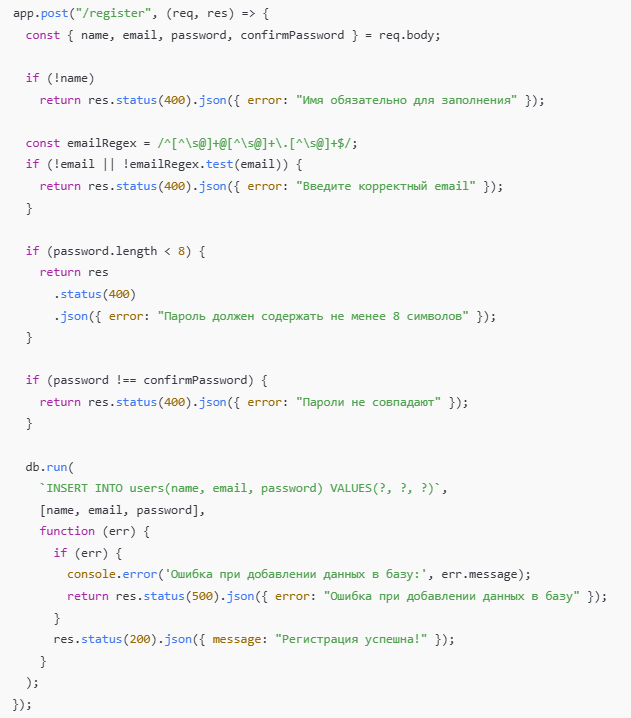 app.post("/register", (req, res) => {
  const { name, email, password, confirmPassword } = req.body;

  if (!name)
    return res.status(400).json({ error: "Имя обязательно для заполнения" });

  const emailRegex = /^[^\s@]+@[^\s@]+\.[^\s@]+$/;
  if (!email || !emailRegex.test(email)) {
    return res.status(400).json({ error: "Введите корректный email" });
  }

  if (password.length < 8) {
    return res
      .status(400)
      .json({ error: "Пароль должен содержать не менее 8 символов" });
  }

  if (password !== confirmPassword) {
    return res.status(400).json({ error: "Пароли не совпадают" });
  }

  db.run(
    `INSERT INTO users(name, email, password) VALUES(?, ?, ?)`,
    [name, email, password],
    function (err) {
      if (err) {
        console.error('Ошибка при добавлении данных в базу:', err.message);
        return res.status(500).json({ error: "Ошибка при добавлении данных в базу" });
      }
      res.status(200).json({ message: "Регистрация успешна!" });
    }
  );
});